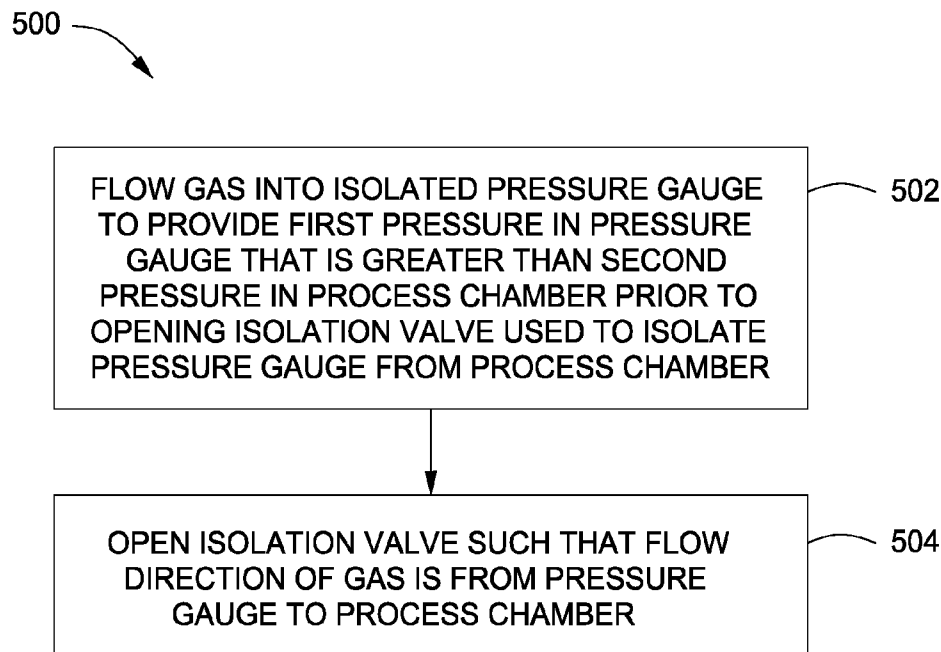 500
FLOW GAS INTO ISOLATED PRESSURE GAUGE
TO PROVIDE FIRST PRESSURE IN PRESSURE
GAUGE THAT IS GREATER THAN SECOND
PRESSURE IN PROCESS CHAMBER PRIOR TO
OPENING ISOLATION VALVE USED TO ISOLATE
PRESSURE GAUGE FROM PROCESS CHAMBER
502
OPEN ISOLATION VALVE SUCH THAT FLOW
DIRECTION OF GAS IS FROM PRESSURE
GAUGE TO PROCESS CHAMBER
504